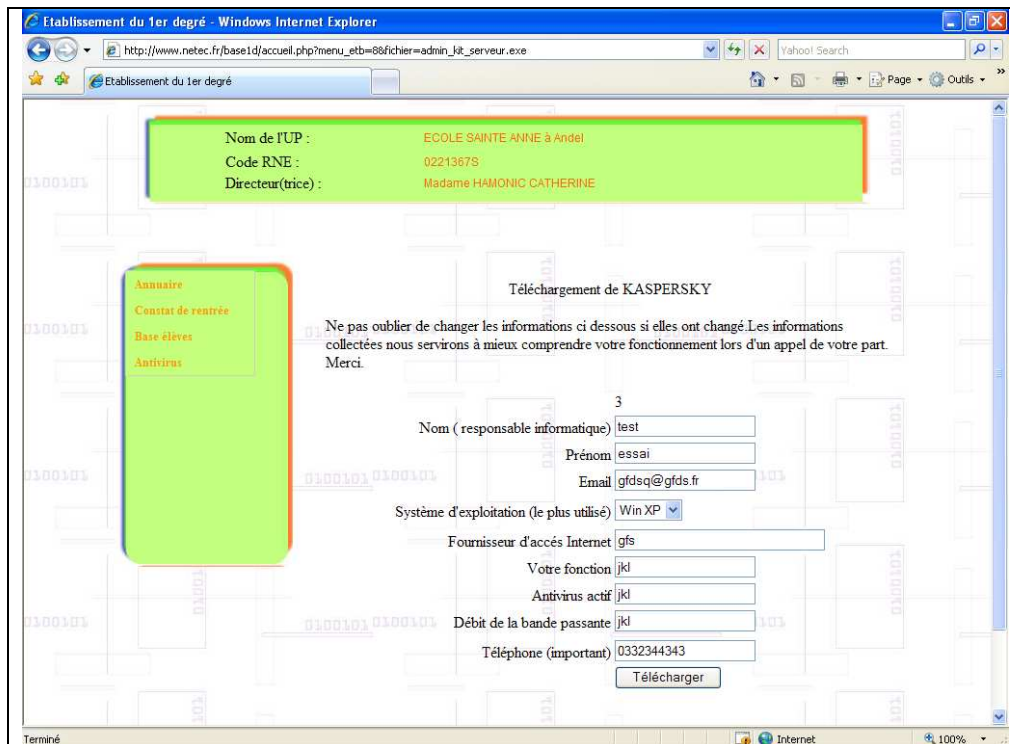 Etablissement du 1er degré - Windows Internet Explorer
http://www.netec.fr/base1d/accueil.php?menu_etb=8&fichier=admin_kit_serveur.exe
Yahoo! Search
Etablissement du 1er degré
Page
Outils
»
Nom de l'UP :
ECOLE SAINTE ANNE à Andel
Code RNE :
0221367S
Directeur(trice) :
Madame HAMONIC CATHERINE
Annuaire
Constat de rentrée
Base élèves
Antivirus
Téléchargement de KASPERSKY
Ne pas oublier de changer les informations ci dessous si elles ont changé.Les informations
collectées nous servirons à mieux comprendre votre fonctionnement lors d'un appel de votre part.
Merci.
3
Nom ( responsable informatique) test
Prénom essai
Email gfdsq@gfds.fr
Système d'exploitation (le plus utilisé) Win XP
Fournisseur d'accés Internet gfs
Votre fonction jkl
Antivirus actif jkl
Débit de la bande passante jkl
Téléphone (important) 0332344343
Télécharger
Terminé
Internet
100%